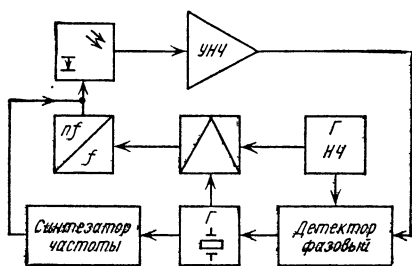 УНЧ
nf
f
Г
НЧ
Синтезатор
частоты
Г
Детектор
фазовый